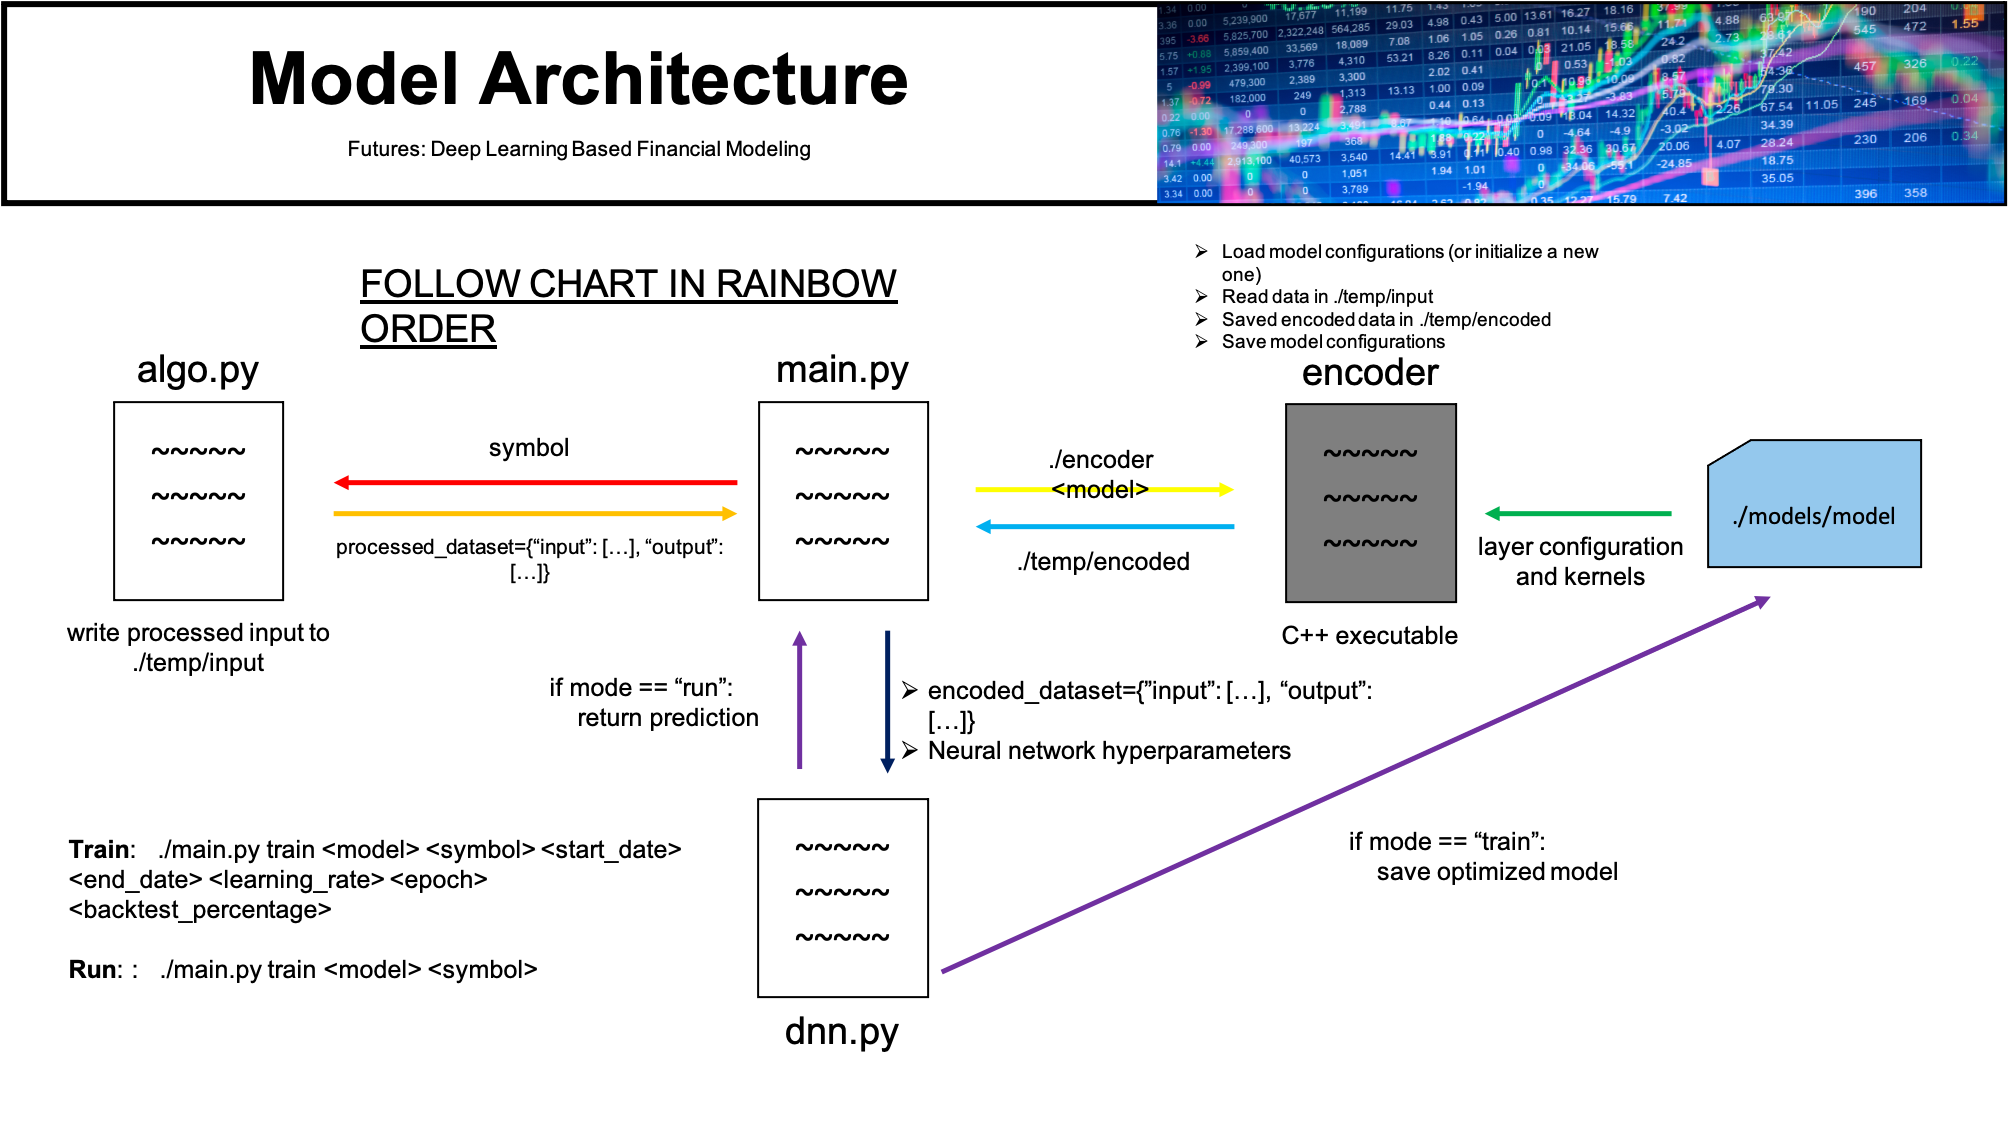 Model Architecture
Futures: Deep Learning Based Financial Modeling
FOLLOW CHART IN RAINBOW
ORDER
➢ Load model configurations (or initialize a new
one)
➢ Read data in ./temp/input
➢ Saved encoded data in ./temp/encoded
➢ Save model configurations
algo.py
main.py
encoder
~~~~~
~~~~~
~~~~~
symbol
processed_dataset={“input”: […], “output”:
[…]}
~~~~~
~~~~~
~~~~~
./encoder
<model>
./temp/encoded
~~~~~
~~~~~
~~~~~
layer configuration
and kernels
./models/model
write processed input to
./temp/input
C++ executable
if mode == “run”:
return prediction
➢ encoded_dataset={”input”: […], “output”:
[…]}
➢ Neural network hyperparameters
Train: ./main.py train <model> <symbol> <start_date>
<end_date> <learning_rate> <epoch>
<backtest_percentage>
Run: : ./main.py train <model> <symbol>
~~~~~
~~~~~
~~~~~
dnn.py
if mode == “train”:
save optimized model